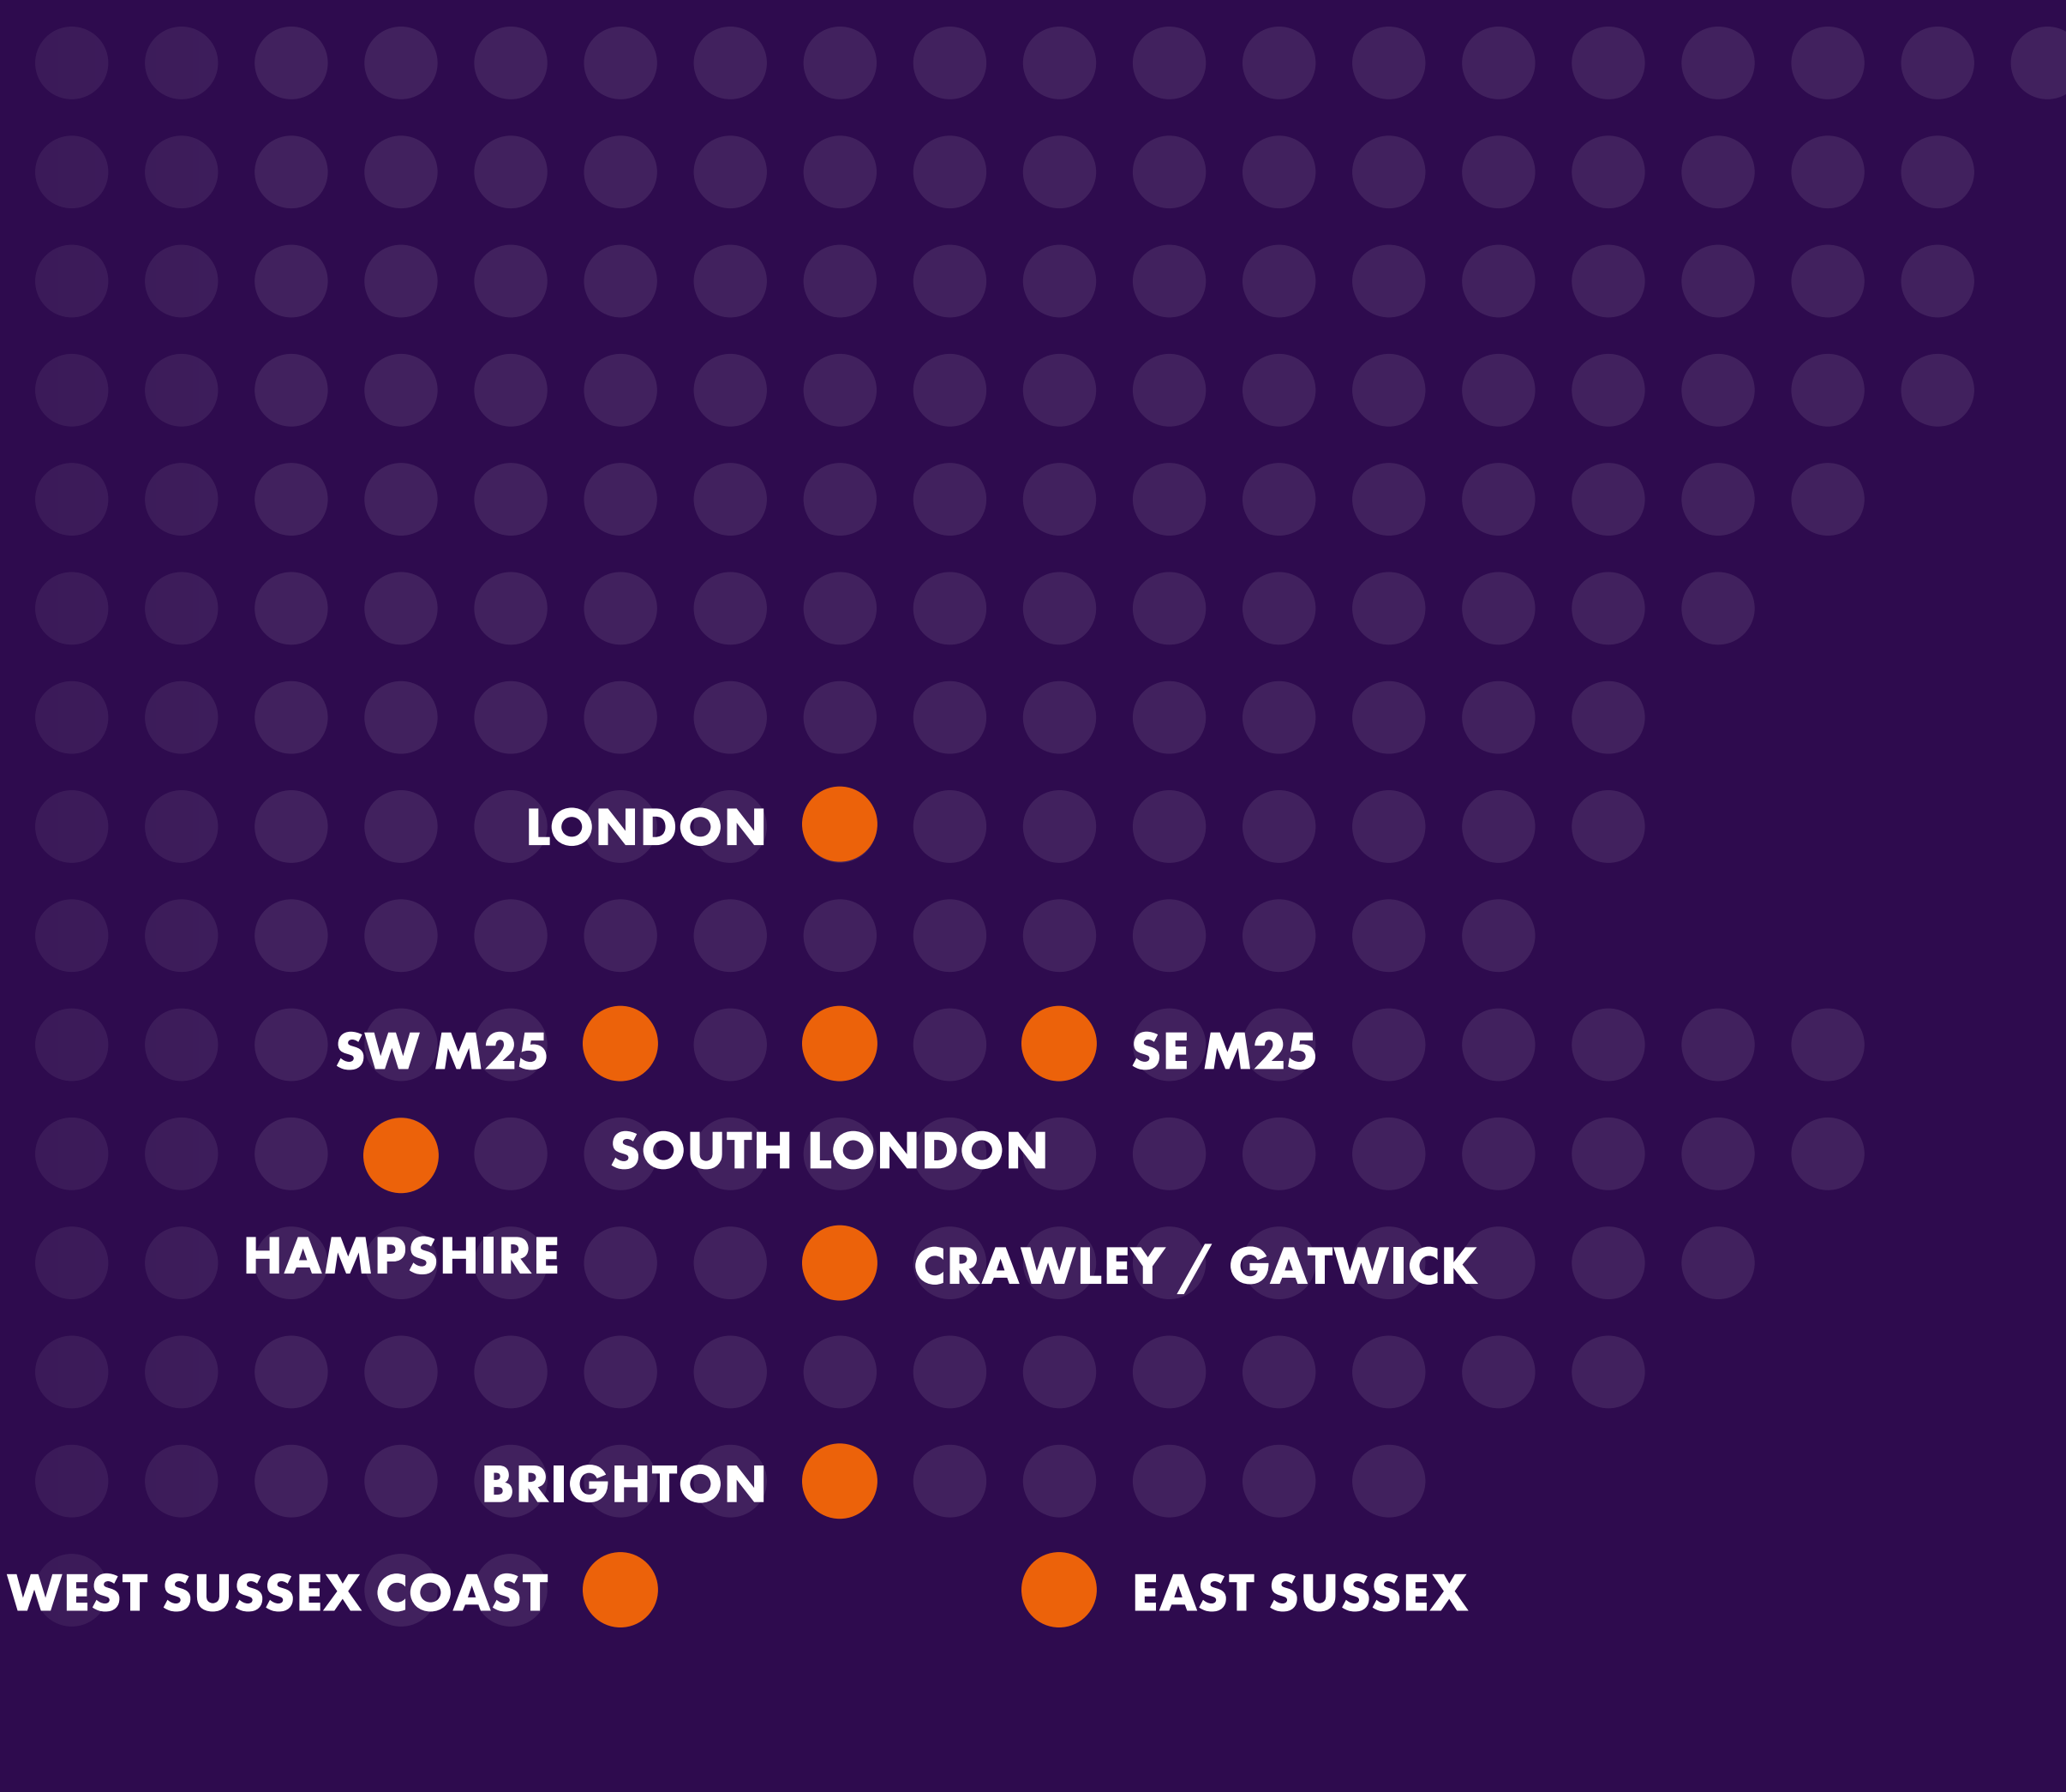 LONDON
SW M25
SE M25
SOUTH LONDON
HAMPSHIRE
CRAWLEY / GATWICK
BRIGHTON
WEST SUSSEX COAST
EAST SUSSEX